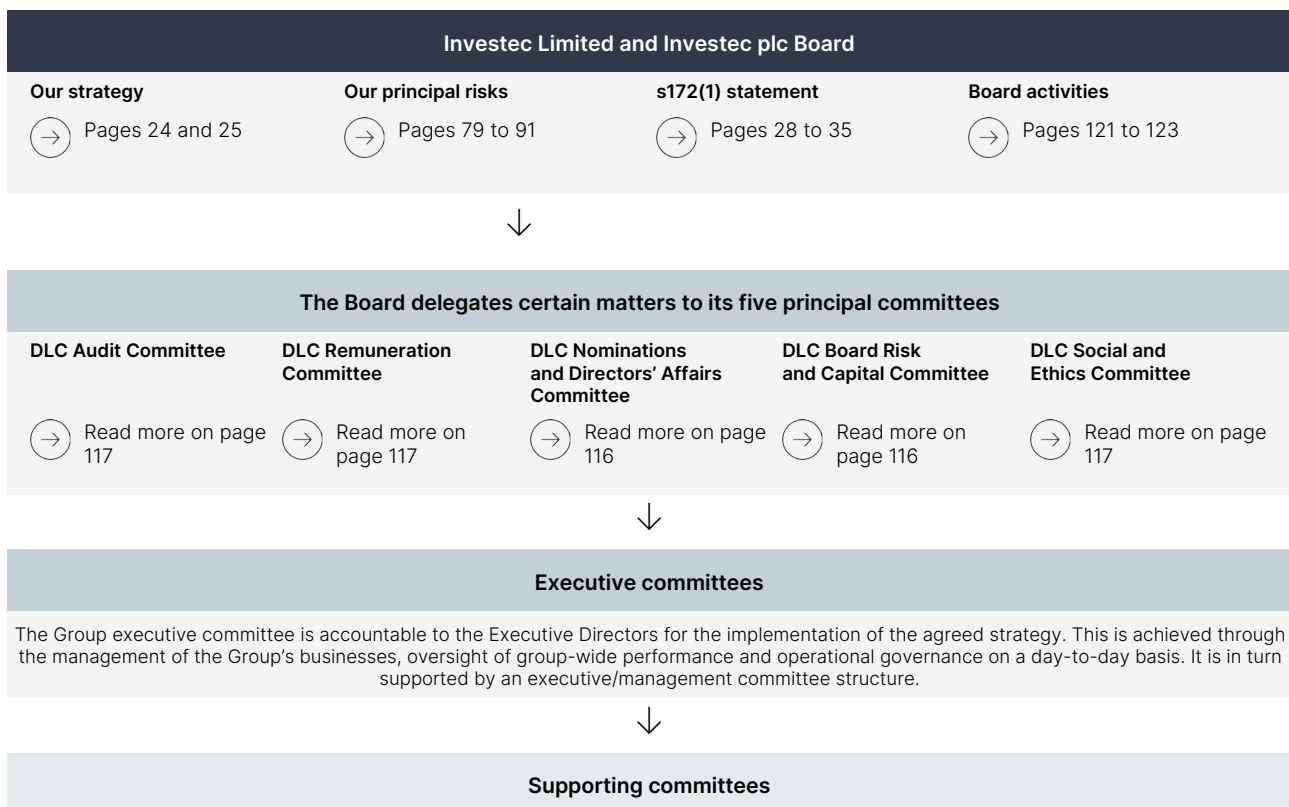 Investec Limited and Investec plc Board
Our strategy
Pages 24 and 25
Our principal risks
Pages 79 to 91
s172(1) statement
Pages 28 to 35
Board activities
Pages 121 to 123
The Board delegates certain matters to its five principal committees
DLC Audit Committee
Read more on page
117
DLC Remuneration
Committee
Read more on
page 117
DLC Nominations
and Directors’ Affairs
Committee
Read more on page
116
DLC Board Risk
and Capital Committee
Read more on
page 116
DLC Social and
Ethics Committee
Read more on page
117
Executive committees
The Group executive committee is accountable to the Executive Directors for the implementation of the agreed strategy. This is achieved through
the management of the Group’s businesses, oversight of group-wide performance and operational governance on a day-to-day basis. It is in turn
supported by an executive/management committee structure.
Supporting committees